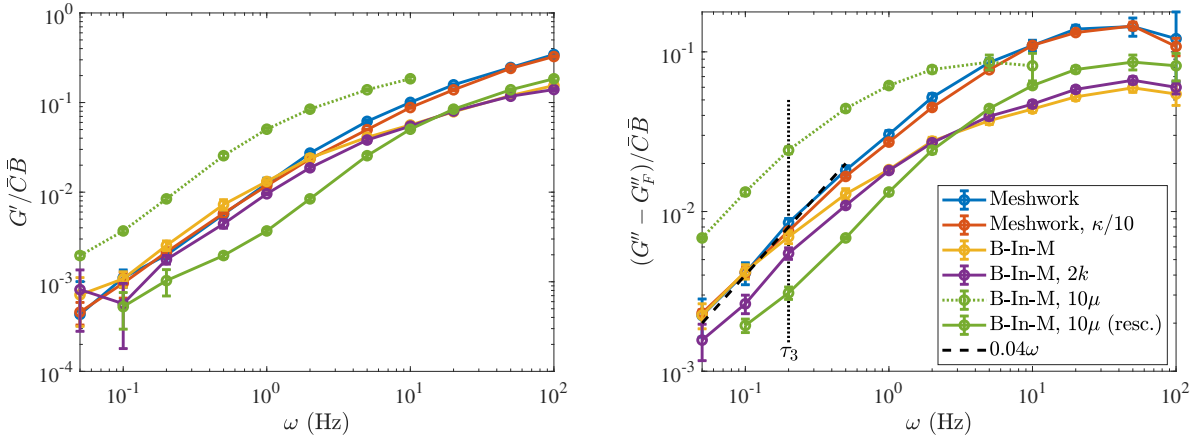 10^0
10^-1
10^-2
10^-3
10^-4
G′/C̄B̄
10^-1
10^0
10^1
10^2
ω (Hz)
10^-1
10^-2
10^-3
(G″ − G″_F)/C̄B̄
τ_3
Meshwork
Meshwork, κ/10
B-In-M
B-In-M, 2k
B-In-M, 10μ
B-In-M, 10μ (resc.)
0.04ω
10^-1
10^0
10^1
10^2
ω (Hz)